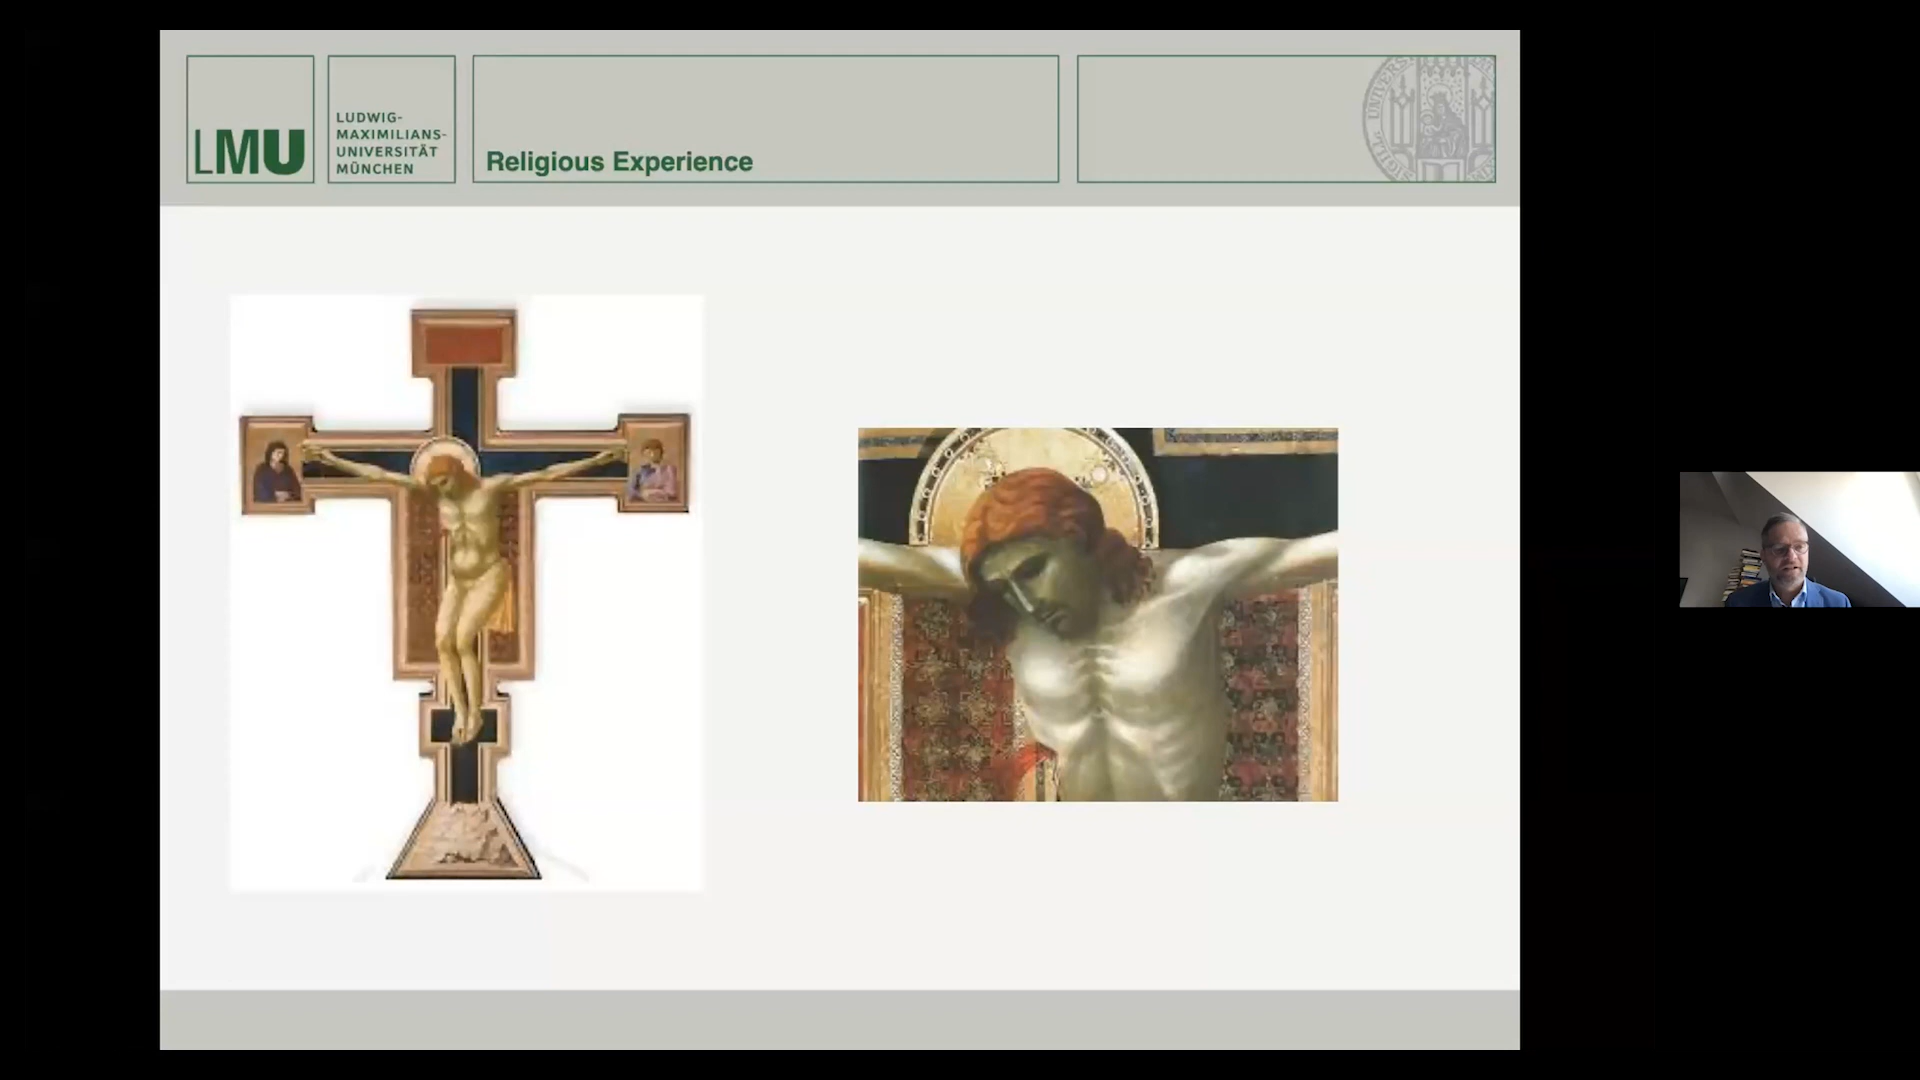 LMU
LUDWIG-
MAXIMILIANS-
UNIVERSITÄT
MÜNCHEN
Religious Experience